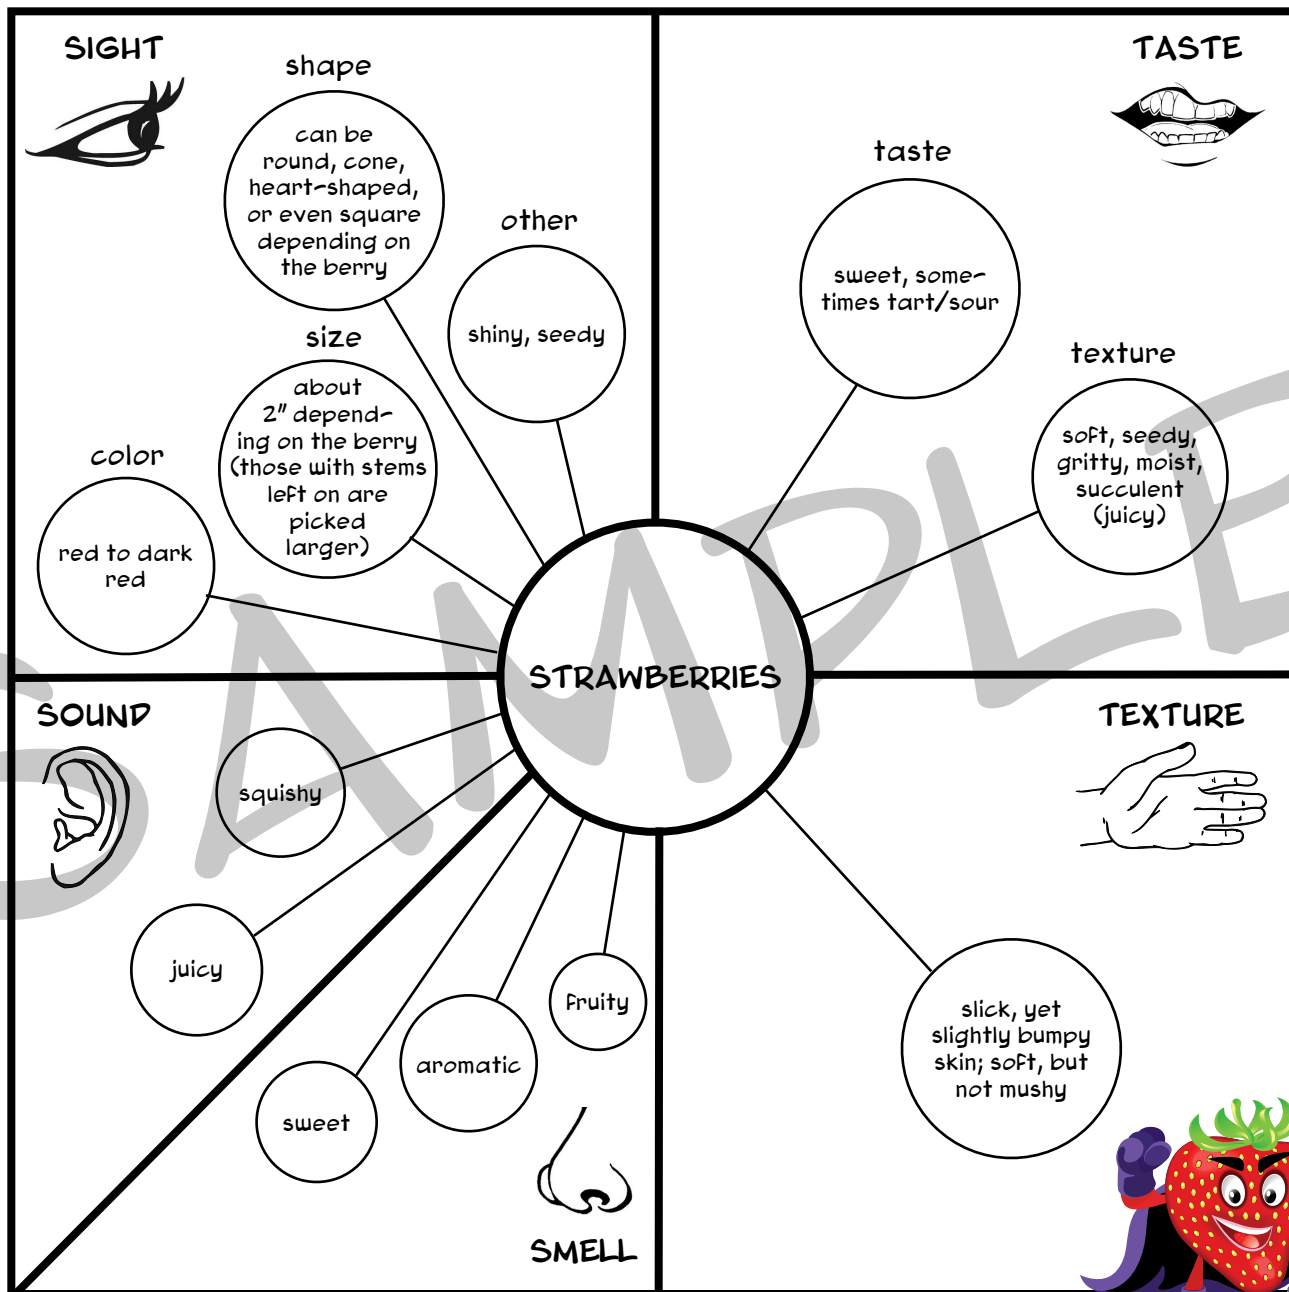 SIGHT
shape
can be
round, cone,
heart-shaped,
or even square
depending on
the berry
other
shiny, seedy
size
about
2" depend-
ing on the berry
(those with stems
left on are
picked
larger)
color
red to dark
red
TASTE
taste
sweet, some-
times tart/sour
texture
soft, seedy,
gritty, moist,
succulent
(juicy)
STRAWBERRIES
SAMPLE
SOUND
squishy
juicy
sweet
aromatic
fruity
SMELL
TEXTURE
slick, yet
slightly bumpy
skin; soft, but
not mushy